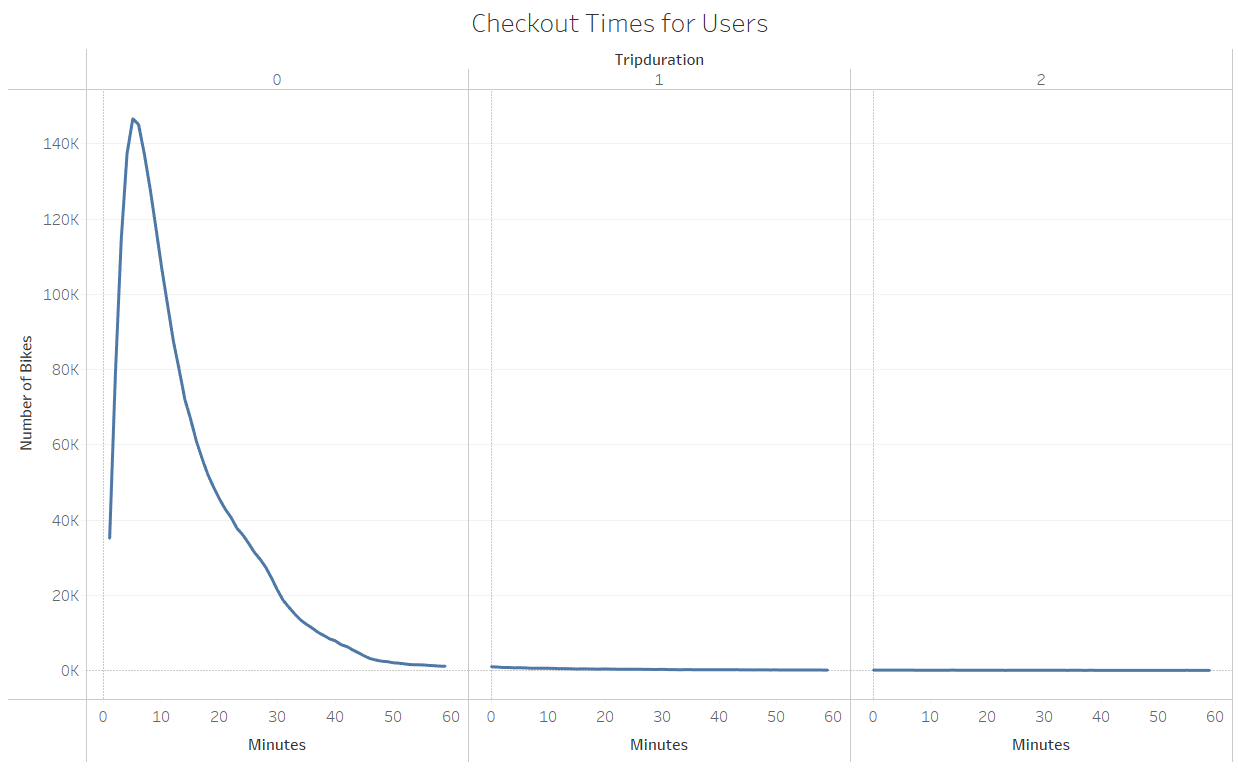 Checkout Times for Users
Tripduration
0 1 2
Number of Bikes
140K
120K
100K
80K
60K
40K
20K
0K
0 10 20 30 40 50 60 0 10 20 30 40 50 60 0 10 20 30 40 50 60
Minutes Minutes Minutes